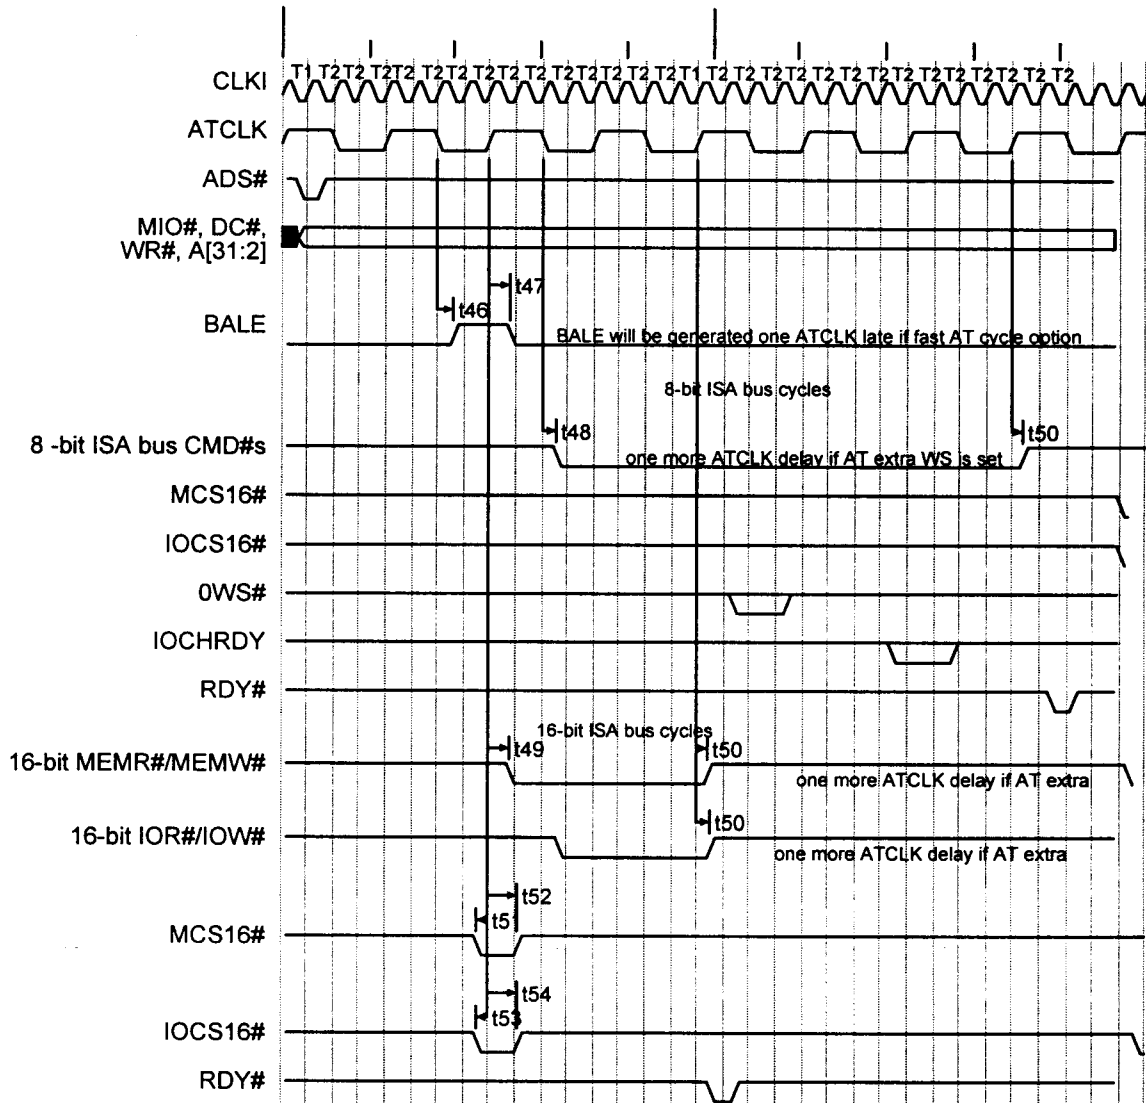 T1 T2 T2 T2 T2 T2 T2 T2 T2 T2 T2 T2 T2 T2 T2 T1 T2 T2 T2 T2 T2 T2 T2 T2 T2 T2 T2 T2 T2 T2
CLKI
ATCLK
ADS#
MIO#, DC#,
WR#, A[31:2]
t47
t46
BALE
BALE will be generated one ATCLK late if fast AT cycle option
8-bit ISA bus cycles
t48
t50
8 -bit ISA bus CMD#s
one more ATCLK delay if AT extra WS is set
MCS16#
IOCS16#
0WS#
IOCHRDY
RDY#
16-bit ISA bus cycles
t49
t50
16-bit MEMR#/MEMW#
one more ATCLK delay if AT extra
t50
16-bit IOR#/IOW#
one more ATCLK delay if AT extra
t52
t51
MCS16#
t54
t53
IOCS16#
RDY#